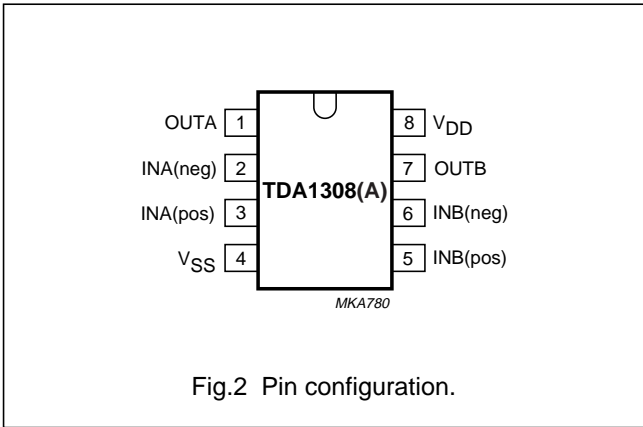 OUTA 1 8 VDD
INA(neg) 2 7 OUTB
TDA1308(A)
INA(pos) 3 6 INB(neg)
VSS 4 5 INB(pos)
MKA780
Fig.2 Pin configuration.